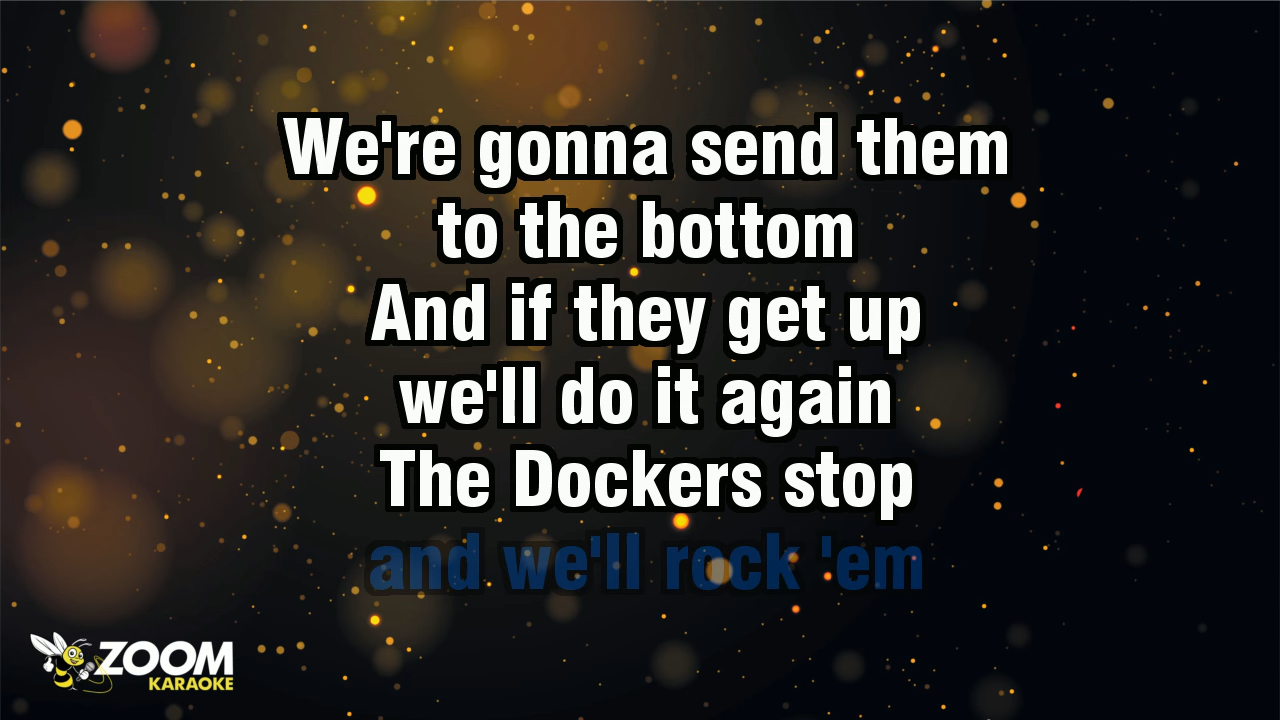 We're gonna send them
to the bottom
And if they get up
we'll do it again
The Dockers stop
and we'll rock 'em
ZOOM
KARAOKE